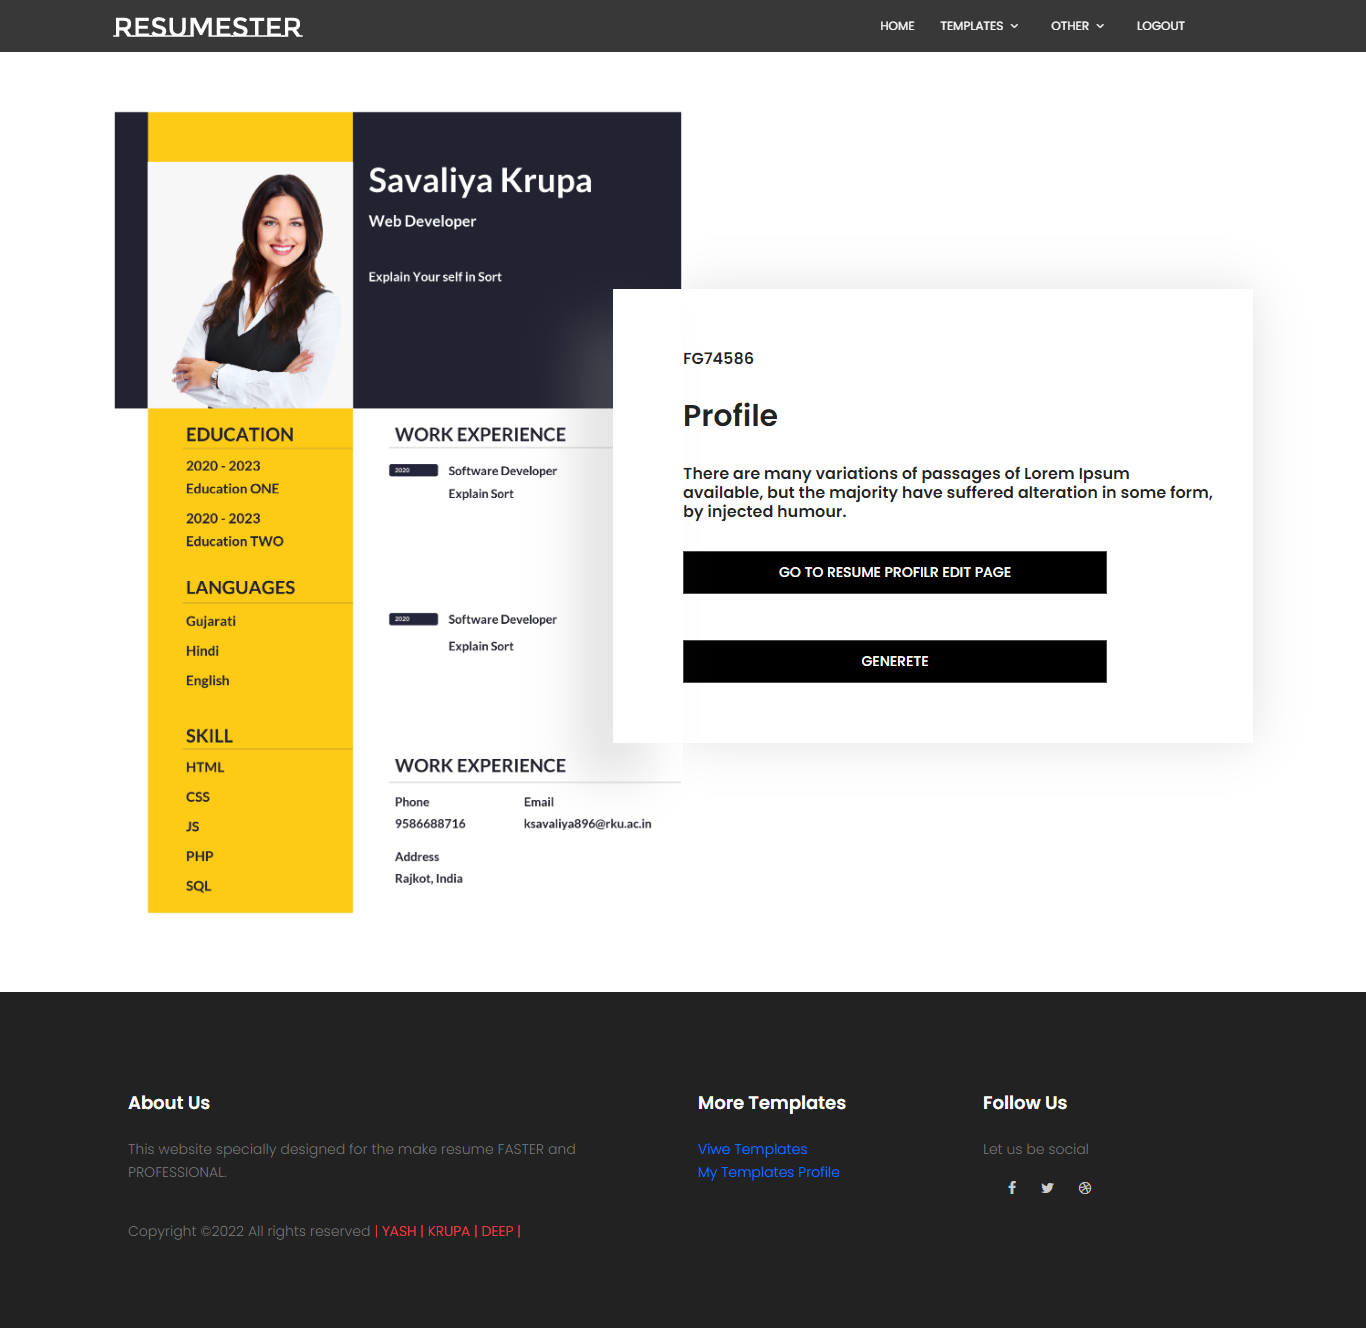 RESUMESTER
HOME TEMPLATES OTHER LOGOUT
Savaliya Krupa
Web Developer
Explain Your self in Sort
EDUCATION
2020 - 2023
Education ONE
2020 - 2023
Education TWO
LANGUAGES
Gujarati
Hindi
English
SKILL
HTML
CSS
JS
PHP
SQL
WORK EXPERIENCE
2020 Software Developer
Explain Sort
2020 Software Developer
Explain Sort
WORK EXPERIENCE
Phone Email
9586688716 ksavaliya896@rku.ac.in
Address
Rajkot, India
FG74586
Profile
There are many variations of passages of Lorem Ipsum
available, but the majority have suffered alteration in some form,
by injected humour.
GO TO RESUME PROFILR EDIT PAGE
GENERETE
About Us
This website specially designed for the make resume FASTER and
PROFESSIONAL.
Copyright ©2022 All rights reserved | YASH | KRUPA | DEEP |
More Templates
Viwe Templates
My Templates Profile
Follow Us
Let us be social